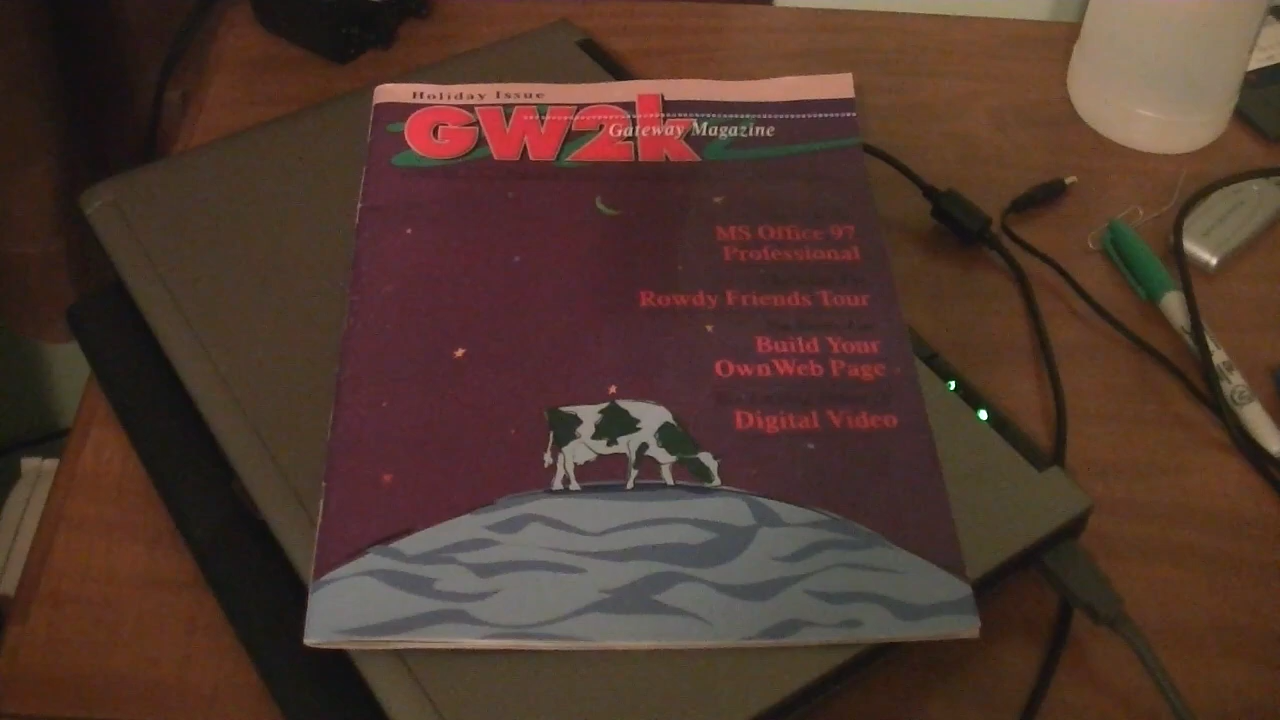 Holiday Issue
GW2k
Gateway Magazine
MS Office 97
Professional
Rowdy Friends Tour
Build Your
Own Web Page
Digital Video